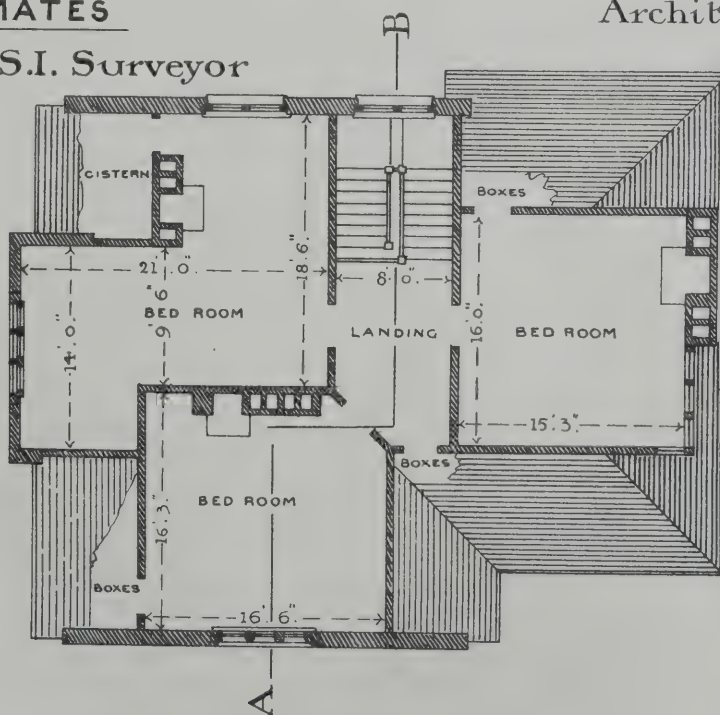 MATES
Archit
S.I. Surveyor
B
CISTERN
BOXES
21'.0".
18'.6"
8'.0".
9'.6"
BED ROOM
LANDING
16'.0"
BED ROOM
14'.0"
15'.3."
BOXES
BED ROOM
16'.3."
BOXES
16'.6".
A